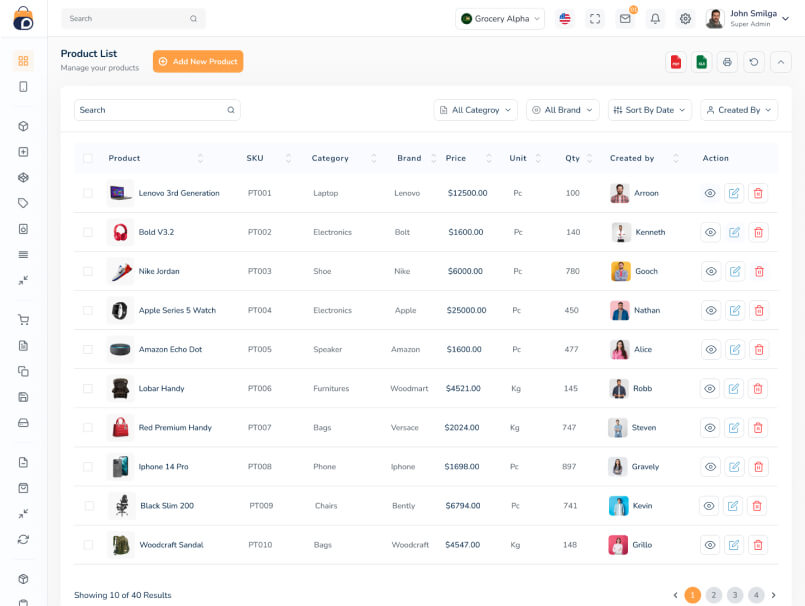 Search
Grocery Alpha
John Smilga
Super Admin
Product List
Manage your products
Add New Product
Search
All Categroy
All Brand
Sort By Date
Created By
Product SKU Category Brand Price Unit Qty Created by Action
Lenovo 3rd Generation PT001 Laptop Lenovo $12500.00 Pc 100 Arroon
Bold V3.2 PT002 Electronics Bolt $1600.00 Pc 140 Kenneth
Nike Jordan PT003 Shoe Nike $6000.00 Pc 780 Gooch
Apple Series 5 Watch PT004 Electronics Apple $25000.00 Pc 450 Nathan
Amazon Echo Dot PT005 Speaker Amazon $1600.00 Pc 477 Alice
Lobar Handy PT006 Furnitures Woodmart $4521.00 Kg 145 Robb
Red Premium Handy PT007 Bags Versace $2024.00 Kg 747 Steven
Iphone 14 Pro PT008 Phone Iphone $1698.00 Pc 897 Gravely
Black Slim 200 PT009 Chairs Bently $6794.00 Pc 741 Kevin
Woodcraft Sandal PT010 Bags Woodcraft $4547.00 Kg 148 Grillo
Showing 10 of 40 Results
1 2 3 4